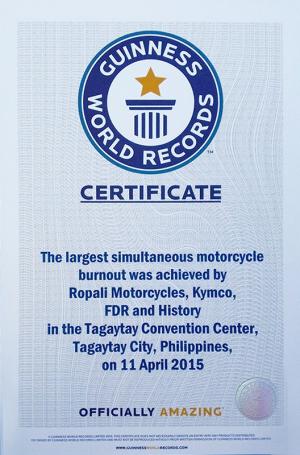 GUINNESS
WORLD RECORDS
TM
CERTIFICATE
The largest simultaneous motorcycle
burnout was achieved by
Ropali Motorcycles, Kymco,
FDR and History
in the Tagaytay Convention Center,
Tagaytay City, Philippines,
on 11 April 2015
OFFICIALLY AMAZING
WWW.GUINNESSWORLDRECORDS.COM